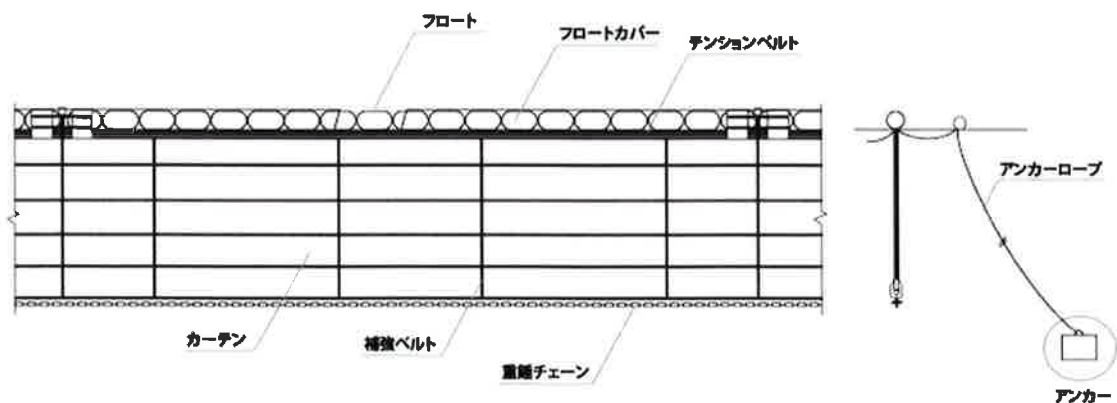 フロート
フロートカバー
テンションベルト
アンカーロープ
カーテン
補強ベルト
重錘チェーン
アンカー